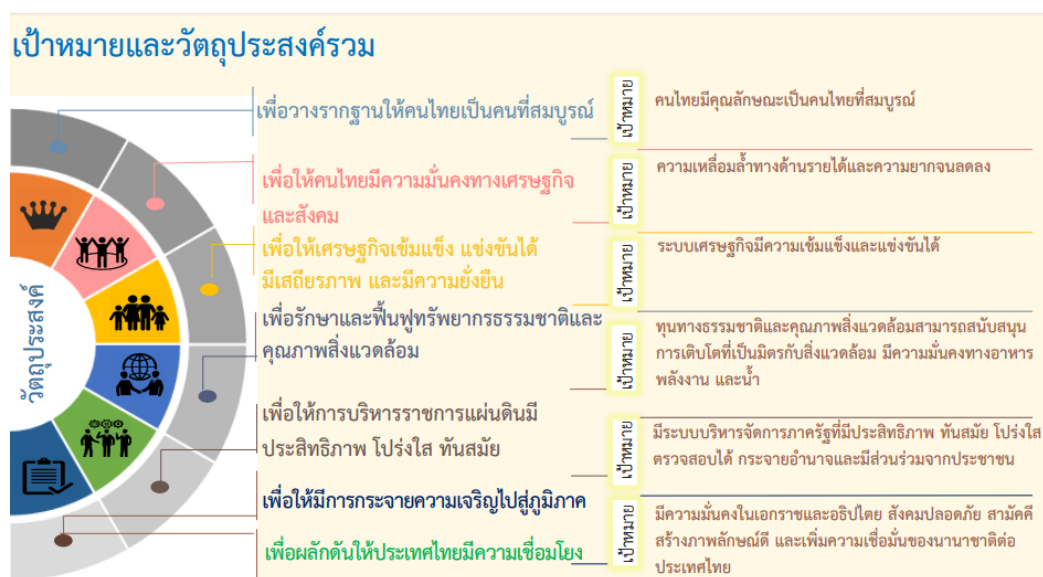 เป้าหมายและวัตถุประสงค์รวม
วัตถุประสงค์
เพื่อวางรากฐานให้คนไทยเป็นคนที่สมบูรณ์
เป้าหมาย
คนไทยมีคุณลักษณะเป็นคนไทยที่สมบูรณ์
เพื่อให้คนไทยมีความมั่นคงทางเศรษฐกิจ
และสังคม
เป้าหมาย
ความเหลื่อมล้ำทางด้านรายได้และความยากจนลดลง
เพื่อให้เศรษฐกิจเข้มแข็ง แข่งขันได้
มีเสถียรภาพ และมีความยั่งยืน
เป้าหมาย
ระบบเศรษฐกิจมีความเข้มแข็งและแข่งขันได้
เพื่อรักษาและฟื้นฟูทรัพยากรธรรมชาติและ
คุณภาพสิ่งแวดล้อม
เป้าหมาย
ทุนทางธรรมชาติและคุณภาพสิ่งแวดล้อมสามารถสนับสนุน
การเติบโตที่เป็นมิตรกับสิ่งแวดล้อม มีความมั่นคงทางอาหาร
พลังงาน และน้ำ
เพื่อให้การบริหารราชการแผ่นดินมี
ประสิทธิภาพ โปร่งใส ทันสมัย
เป้าหมาย
มีระบบบริหารจัดการภาครัฐที่มีประสิทธิภาพ ทันสมัย โปร่งใส
ตรวจสอบได้ กระจายอำนาจและมีส่วนร่วมจากประชาชน
เพื่อให้มีการกระจายความเจริญไปสู่ภูมิภาค
เพื่อผลักดันให้ประเทศไทยมีความเชื่อมโยง
เป้าหมาย
มีความมั่นคงในเอกราชและอธิปไตย สังคมปลอดภัย สามัคคี
สร้างภาพลักษณ์ดี และเพิ่มความเชื่อมั่นของนานาชาติต่อ
ประเทศไทย